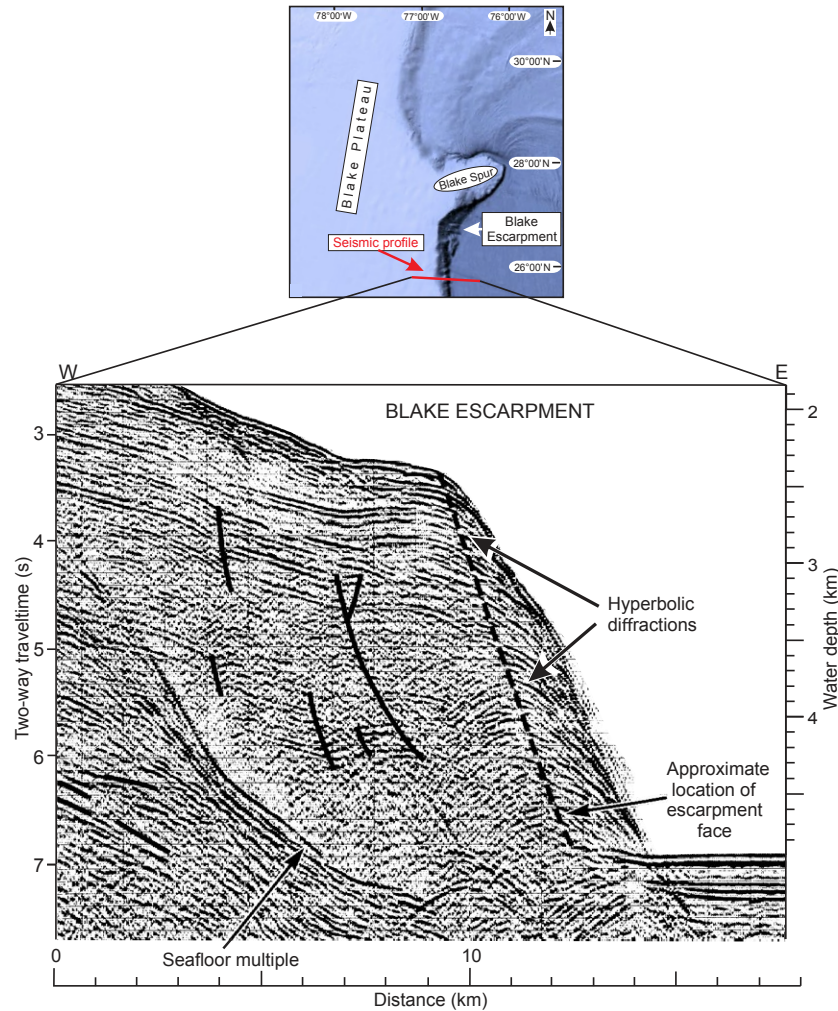 78°00'W
77°00'W
76°00'W
N
30°00'N
Blake Plateau
28°00'N
Blake Spur
Blake
Escarpment
Seismic profile
26°00'N
W
E
BLAKE ESCARPMENT
2
3
4
Hyperbolic
diffractions
3
5
Two-way traveltime (s)
Water depth (km)
4
6
Approximate
location of
escarpment
face
7
0
10
Seafloor multiple
Distance (km)